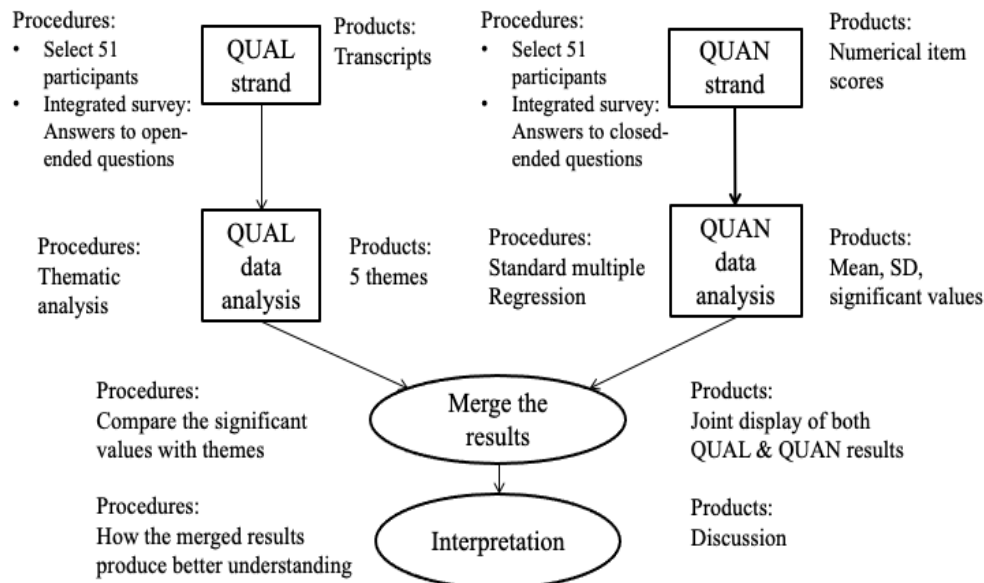 Procedures:
• Select 51
participants
• Integrated survey:
Answers to open-
ended questions
QUAL
strand
Products:
Transcripts
Procedures:
• Select 51
participants
• Integrated survey:
Answers to closed-
ended questions
QUAN
strand
Products:
Numerical item
scores
Procedures:
Thematic
analysis
QUAL
data
analysis
Products:
5 themes
Procedures:
Standard multiple
Regression
QUAN
data
analysis
Products:
Mean, SD,
significant values
Procedures:
Compare the significant
values with themes
Merge the
results
Products:
Joint display of both
QUAL & QUAN results
Procedures:
How the merged results
produce better understanding
Interpretation
Products:
Discussion